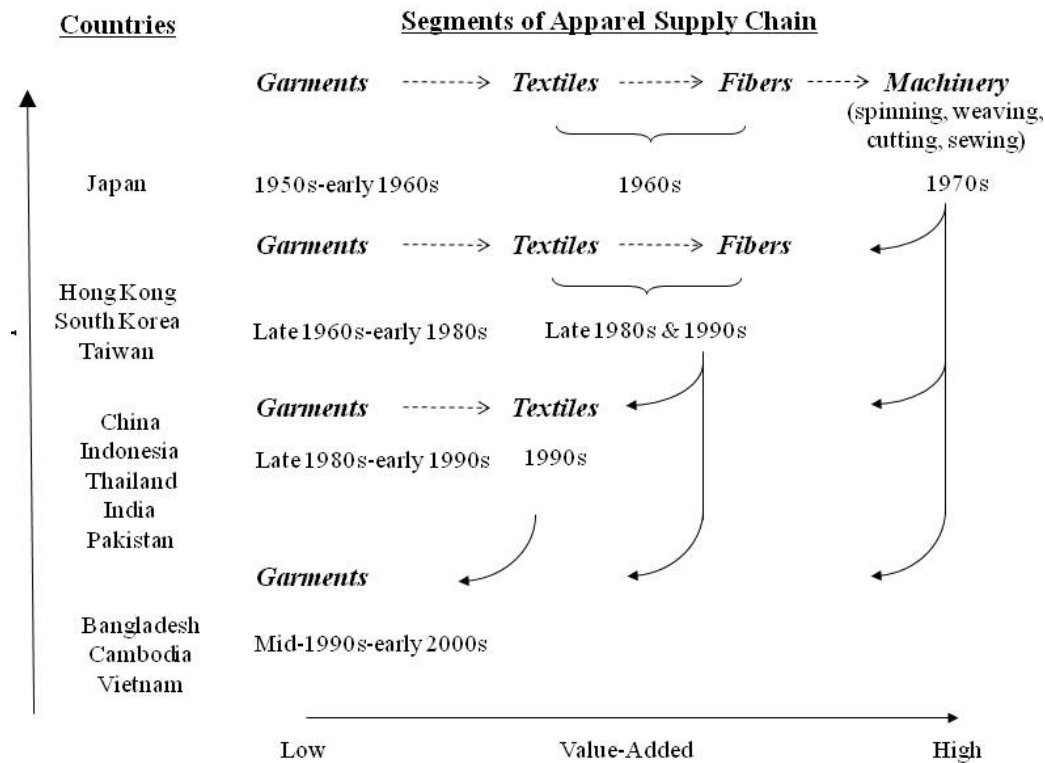 Countries
Segments of Apparel Supply Chain
Garments Textiles Fibers Machinery
(spinning, weaving,
cutting, sewing)
Japan 1950s-early 1960s 1960s 1970s
Garments Textiles Fibers
Hong Kong
South Korea
Taiwan
Late 1960s-early 1980s Late 1980s & 1990s
Garments Textiles
China
Indonesia
Thailand
India
Pakistan
Late 1980s-early 1990s 1990s
Garments
Bangladesh
Cambodia
Vietnam
Mid-1990s-early 2000s
Low Value-Added High